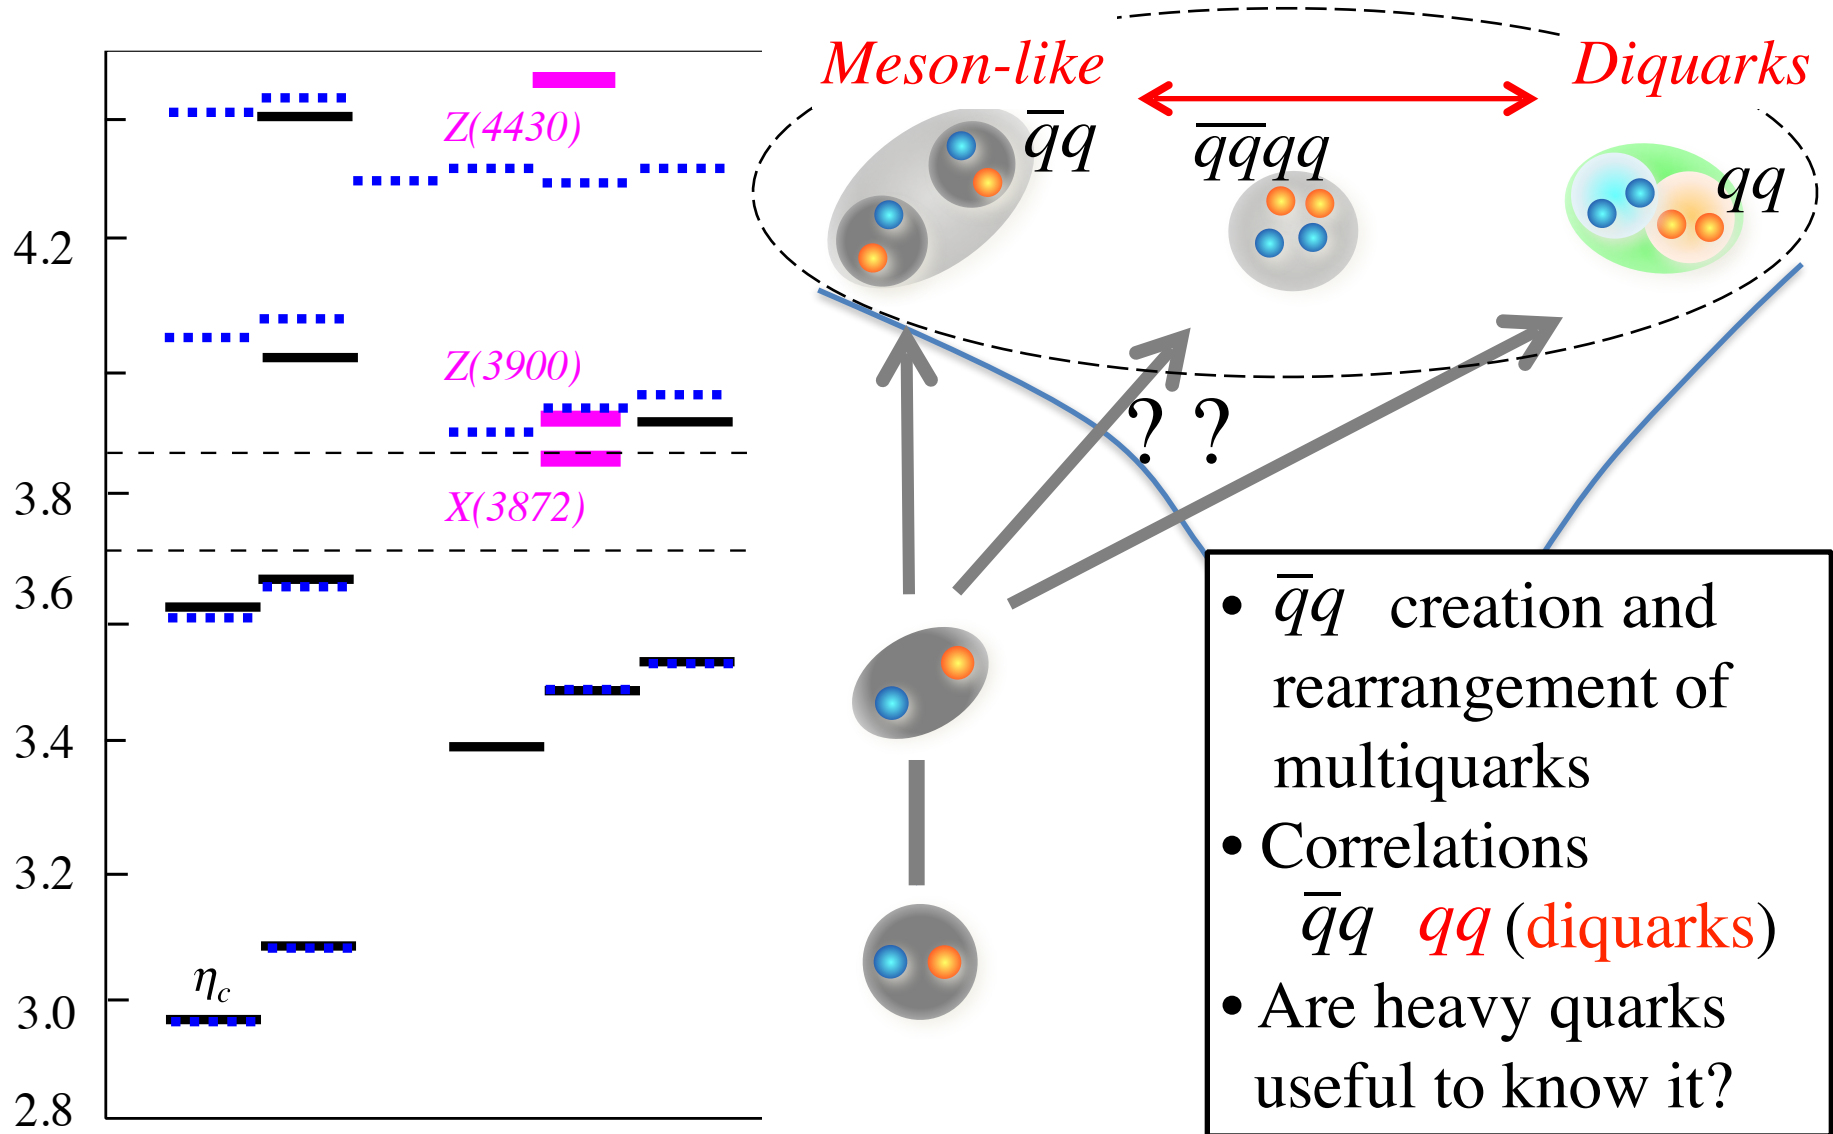 Meson-like
Diquarks
q̅q
q̅q̅qq
qq
Z(4430)
4.2
Z(3900)
? ?
3.8
X(3872)
3.6
3.4
3.2
η_c
3.0
2.8
• q̅q creation and
rearrangement of
multiquarks
• Correlations
q̅q qq (diquarks)
• Are heavy quarks
useful to know it?